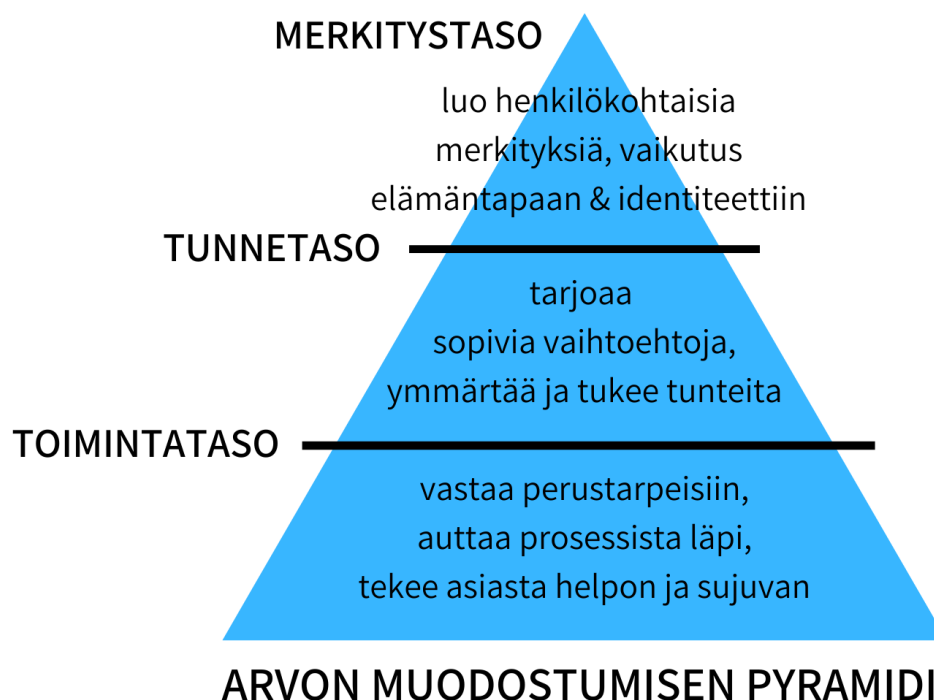 MERKITYSTASO
luo henkilökohtaisia
merkityksiä, vaikutus
elämäntapaan & identiteettiin
TUNNETASO
tarjoaa
sopivia vaihtoehtoja,
ymmärtää ja tukee tunteita
TOIMINTATASO
vastaa perustarpeisiin,
auttaa prosessista läpi,
tekee asiasta helpon ja sujuvan
ARVON MUODOSTUMISEN PYRAMIDI